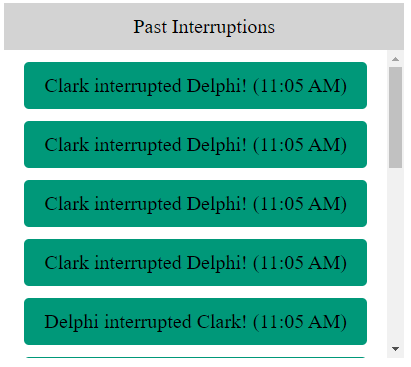 Past Interruptions
Clark interrupted Delphi! (11:05 AM)
Clark interrupted Delphi! (11:05 AM)
Clark interrupted Delphi! (11:05 AM)
Clark interrupted Delphi! (11:05 AM)
Delphi interrupted Clark! (11:05 AM)